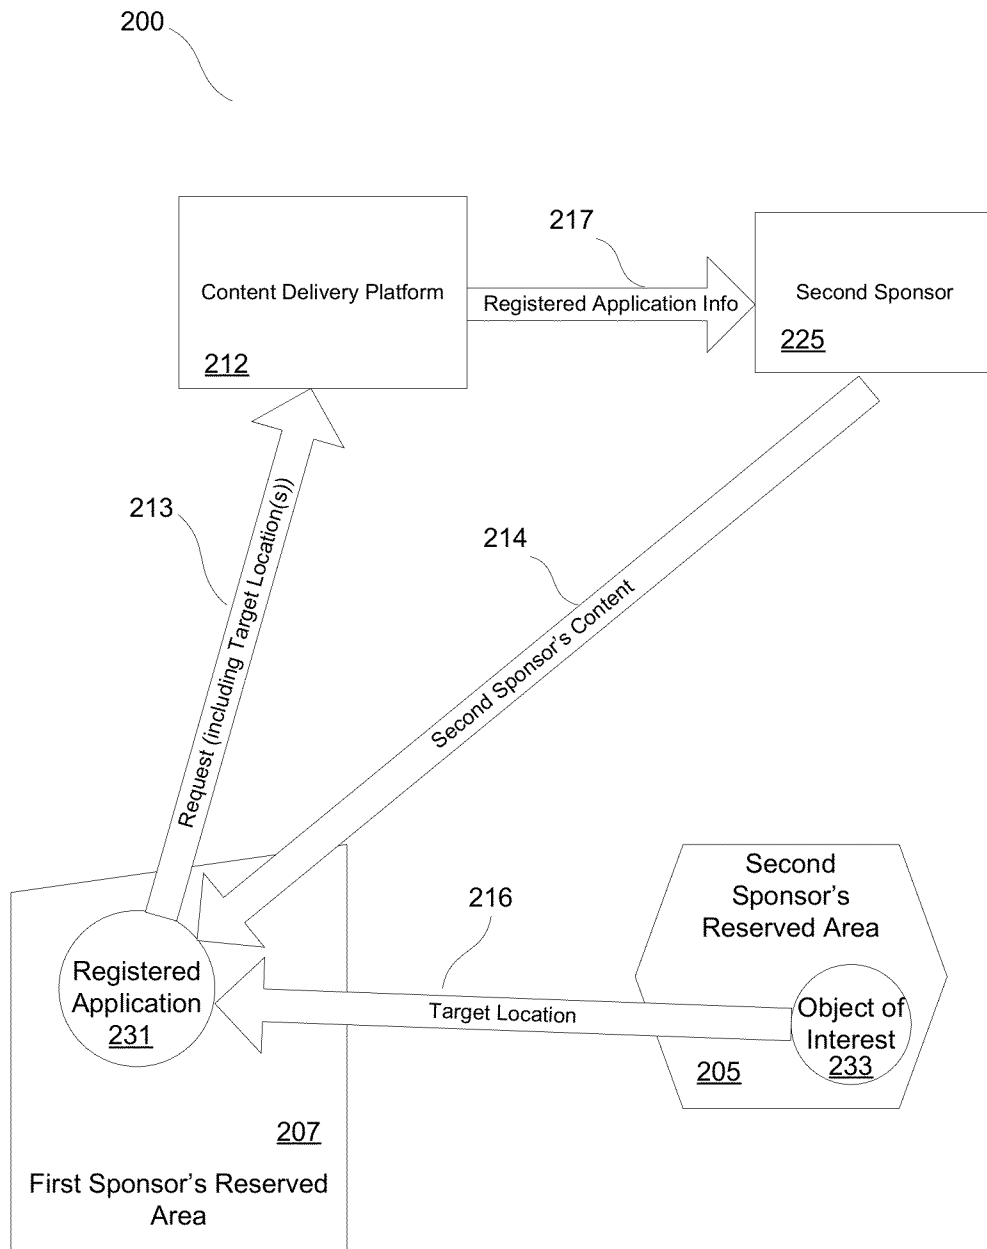 200
217
Content Delivery Platform
212
Registered Application Info
Second Sponsor
225
213
Request (including Target Location(s))
214
Second Sponsor's Content
Second
Sponsor's
Reserved Area
216
Registered
Application
231
Target Location
Object of
Interest
233
205
207
First Sponsor's Reserved
Area